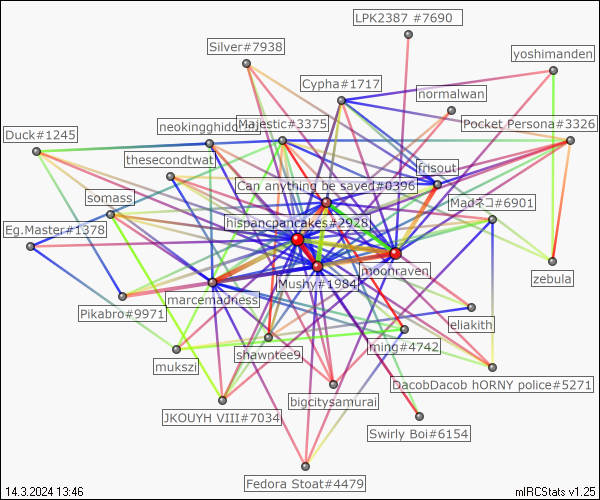 LPK2387 #7690
Silver#7938
yoshimanden
Cypha#1717
normalwan
neokingghido
Majestic#3375
Pocket Persona#3326
Duck#1245
thesecondtwat
frisout
Can anything be saved#0396
somass
Madネコ#6901
hispancpancakes#2928
Eg.Master#1378
moonraven
zebula
Mushy#1984
marcemadness
Pikabro#9971
eliakith
ming#4742
shawntee9
mukszi
DacobDacob hORNY police#5271
bigcitysamurai
JKOUYH VIII#7034
Swirly Boi#6154
Fedora Stoat#4479
14.3.2024 13:46
mIRCStats v1.25